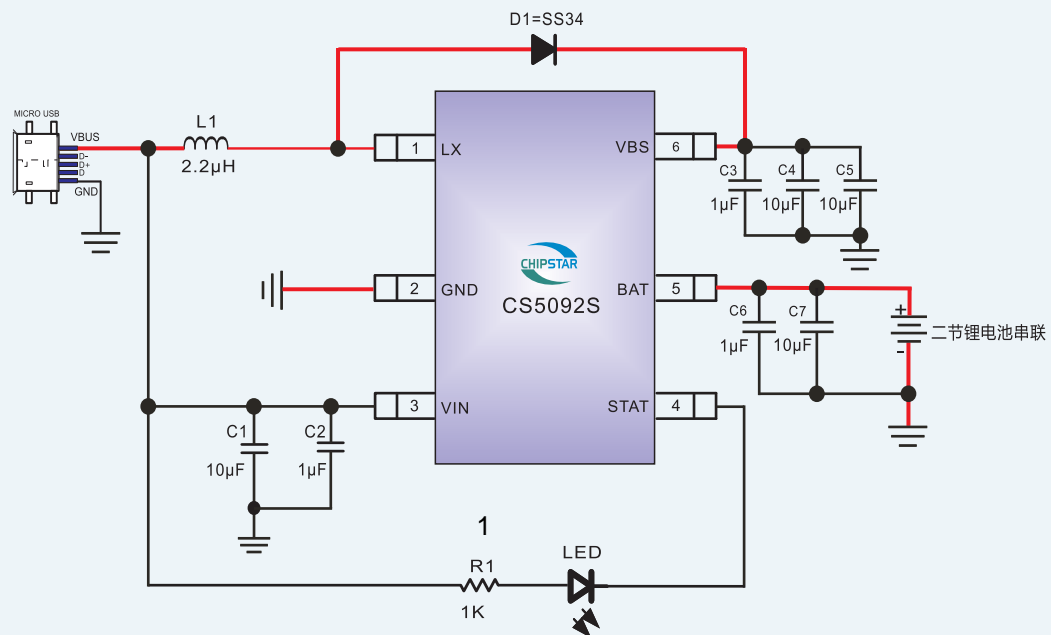 D1=SS34
MICRO USB
VBUS
D-
D+
D
GND
L1
2.2μH
1
LX
VBS
6
C3
1μF
C4
10μF
C5
10μF
2
GND
CHIPSTAR
CS5092S
BAT
5
C6
1μF
C7
10μF
+
-
二节锂电池串联
3
VIN
STAT
4
C1
10μF
C2
1μF
1
R1
1K
LED